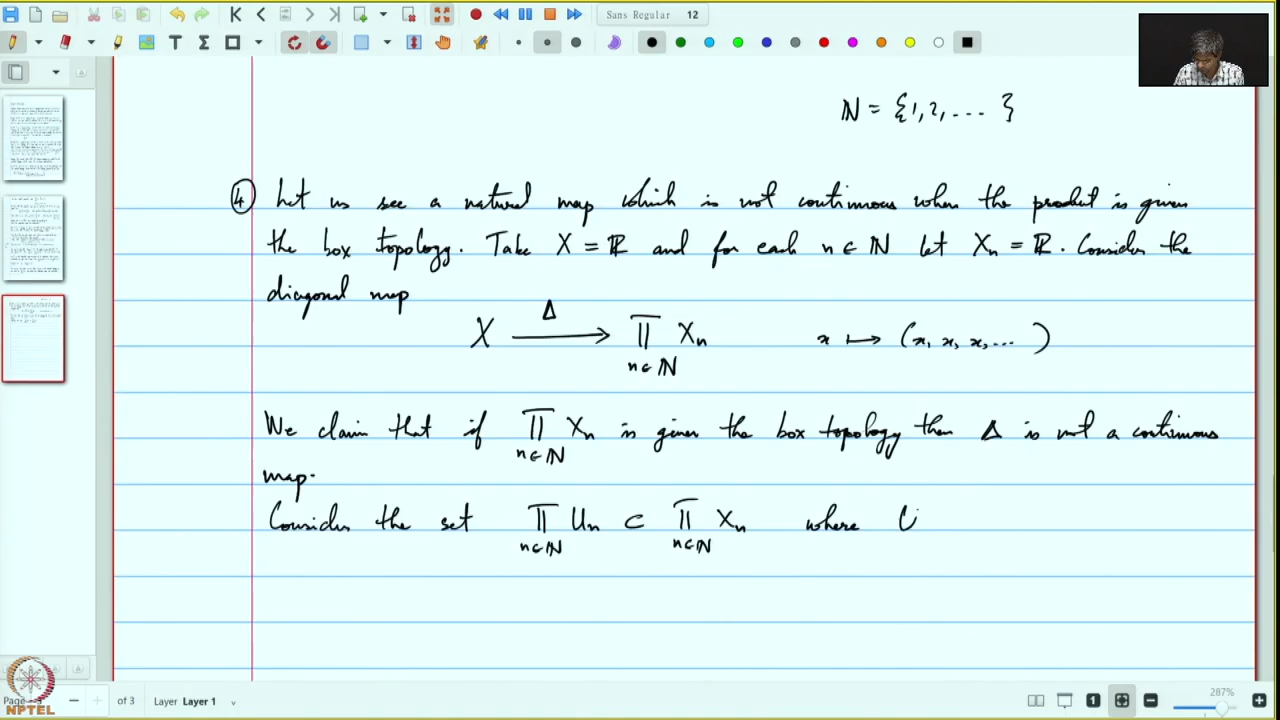 Sans Regular 12
ℕ = {1, 2, ... }
④ Let us see a natural map which is not continuous when the product is given
the box topology. Take X = ℝ and for each n ∈ ℕ let Xₙ = ℝ. Consider the
diagonal map
X —Δ→ ∏_{n∈ℕ} Xₙ x ↦ (x, x, x, ... )
We claim that if ∏_{n∈ℕ} Xₙ is given the box topology then Δ is not a continuous
map.
Consider the set ∏_{n∈ℕ} Uₙ ⊂ ∏_{n∈ℕ} Xₙ where U
NPTEL
Page 3 of 3 Layer Layer 1 287%